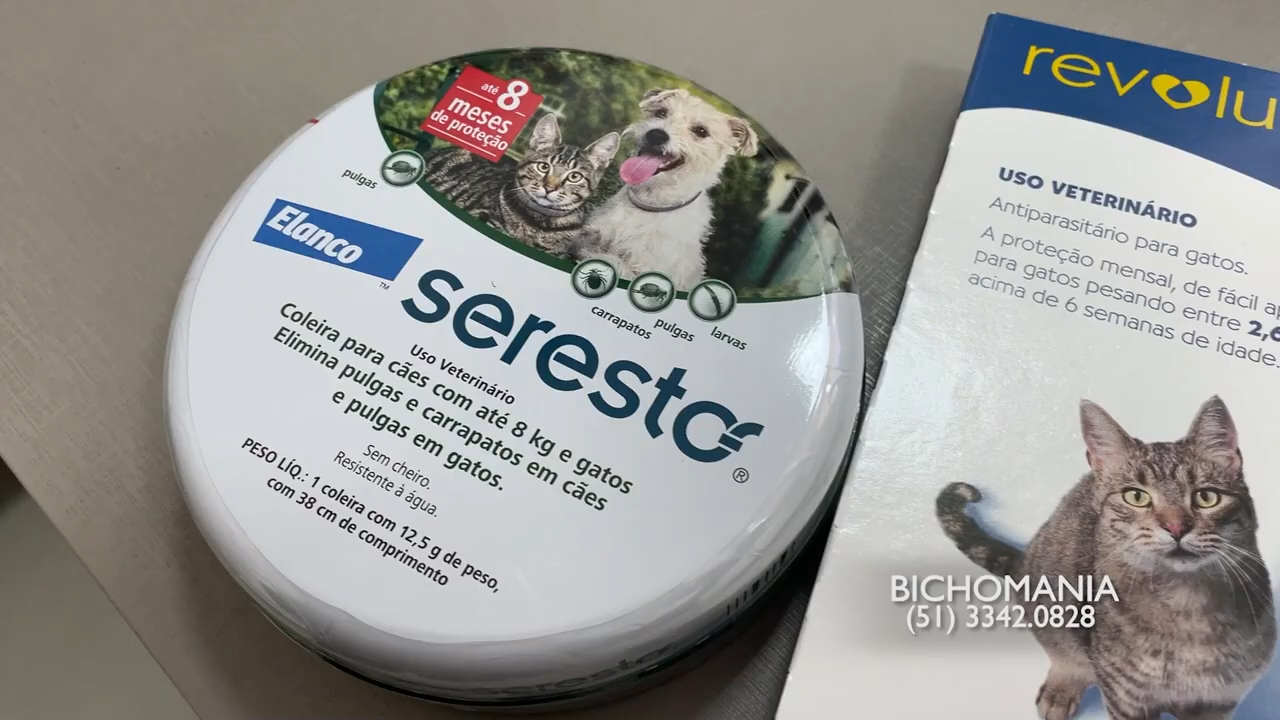 até 8
meses
de proteção
pulgas
Elanco
TM
seresto
®
carrapatos
pulgas
larvas
Uso Veterinário
Coleira para cães com até 8 kg e gatos
Elimina pulgas e carrapatos em cães
e pulgas em gatos.
Sem cheiro.
Resistente à água.
PESO LÍQ.: 1 coleira com 12,5 g de peso,
com 38 cm de comprimento
seresto
revolu
USO VETERINÁRIO
Antiparasitário para gatos.
A proteção mensal, de fácil
para gatos pesando entre
acima de 6 semanas de idade.
BICHOMANIA
(51) 3342.0828